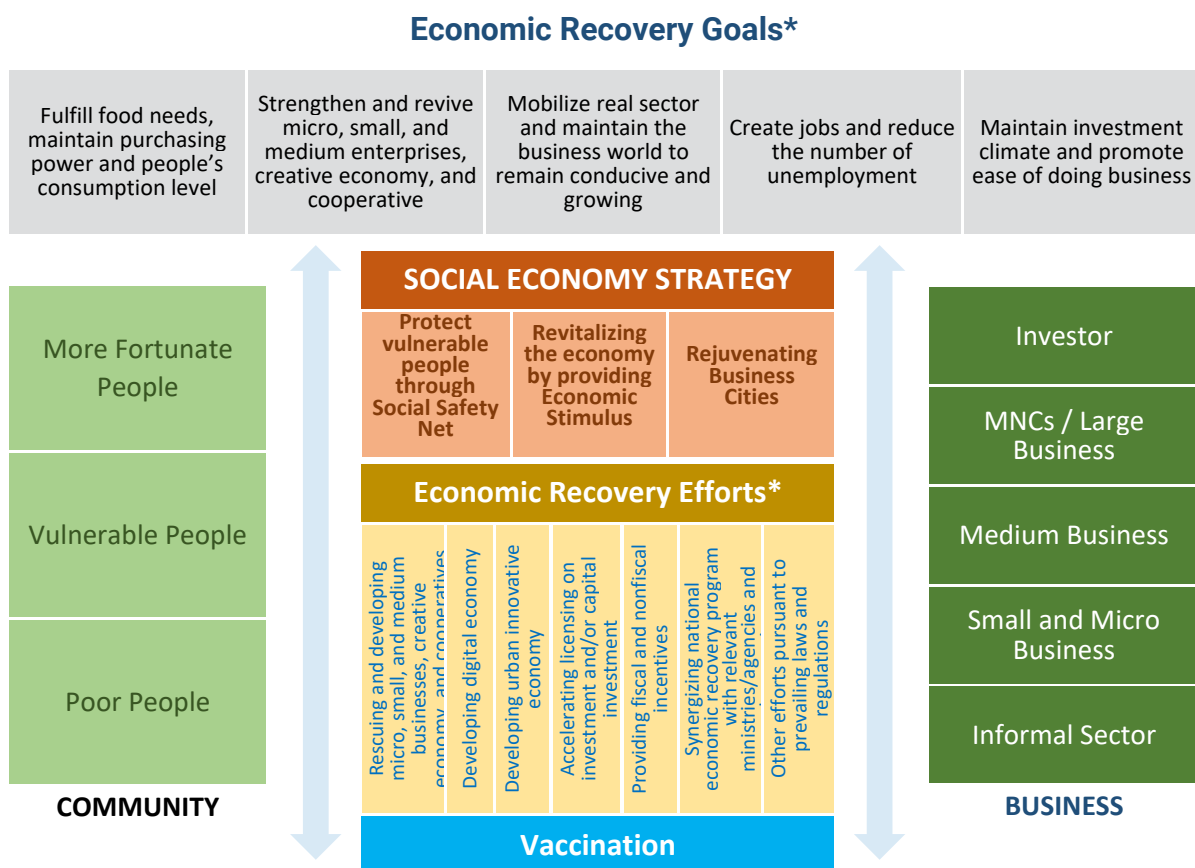 Economic Recovery Goals*
Fulfill food needs,
maintain purchasing
power and people’s
consumption level
Strengthen and revive
micro, small, and
medium enterprises,
creative economy, and
cooperative
Mobilize real sector
and maintain the
business world to
remain conducive and
growing
Create jobs and reduce
the number of
unemployment
Maintain investment
climate and promote
ease of doing business
More Fortunate
People
Vulnerable People
Poor People
COMMUNITY
SOCIAL ECONOMY STRATEGY
Protect
vulnerable
people
through
Social Safety
Net
Revitalizing
the economy
by providing
Economic
Stimulus
Rejuvenating
Business
Cities
Economic Recovery Efforts*
Rescuing and developing
micro, small, and medium
businesses, creative
economy, and cooperatives
Developing digital economy
Developing urban innovative
economy
Accelerating licensing on
investment and/or capital
investment
Providing fiscal and nonfiscal
incentives
Synergizing national
economic recovery program
with relevant
ministries/agencies and
Other efforts pursuant to
prevailing laws and
regulations
Vaccination
Investor
MNCs / Large
Business
Medium Business
Small and Micro
Business
Informal Sector
BUSINESS